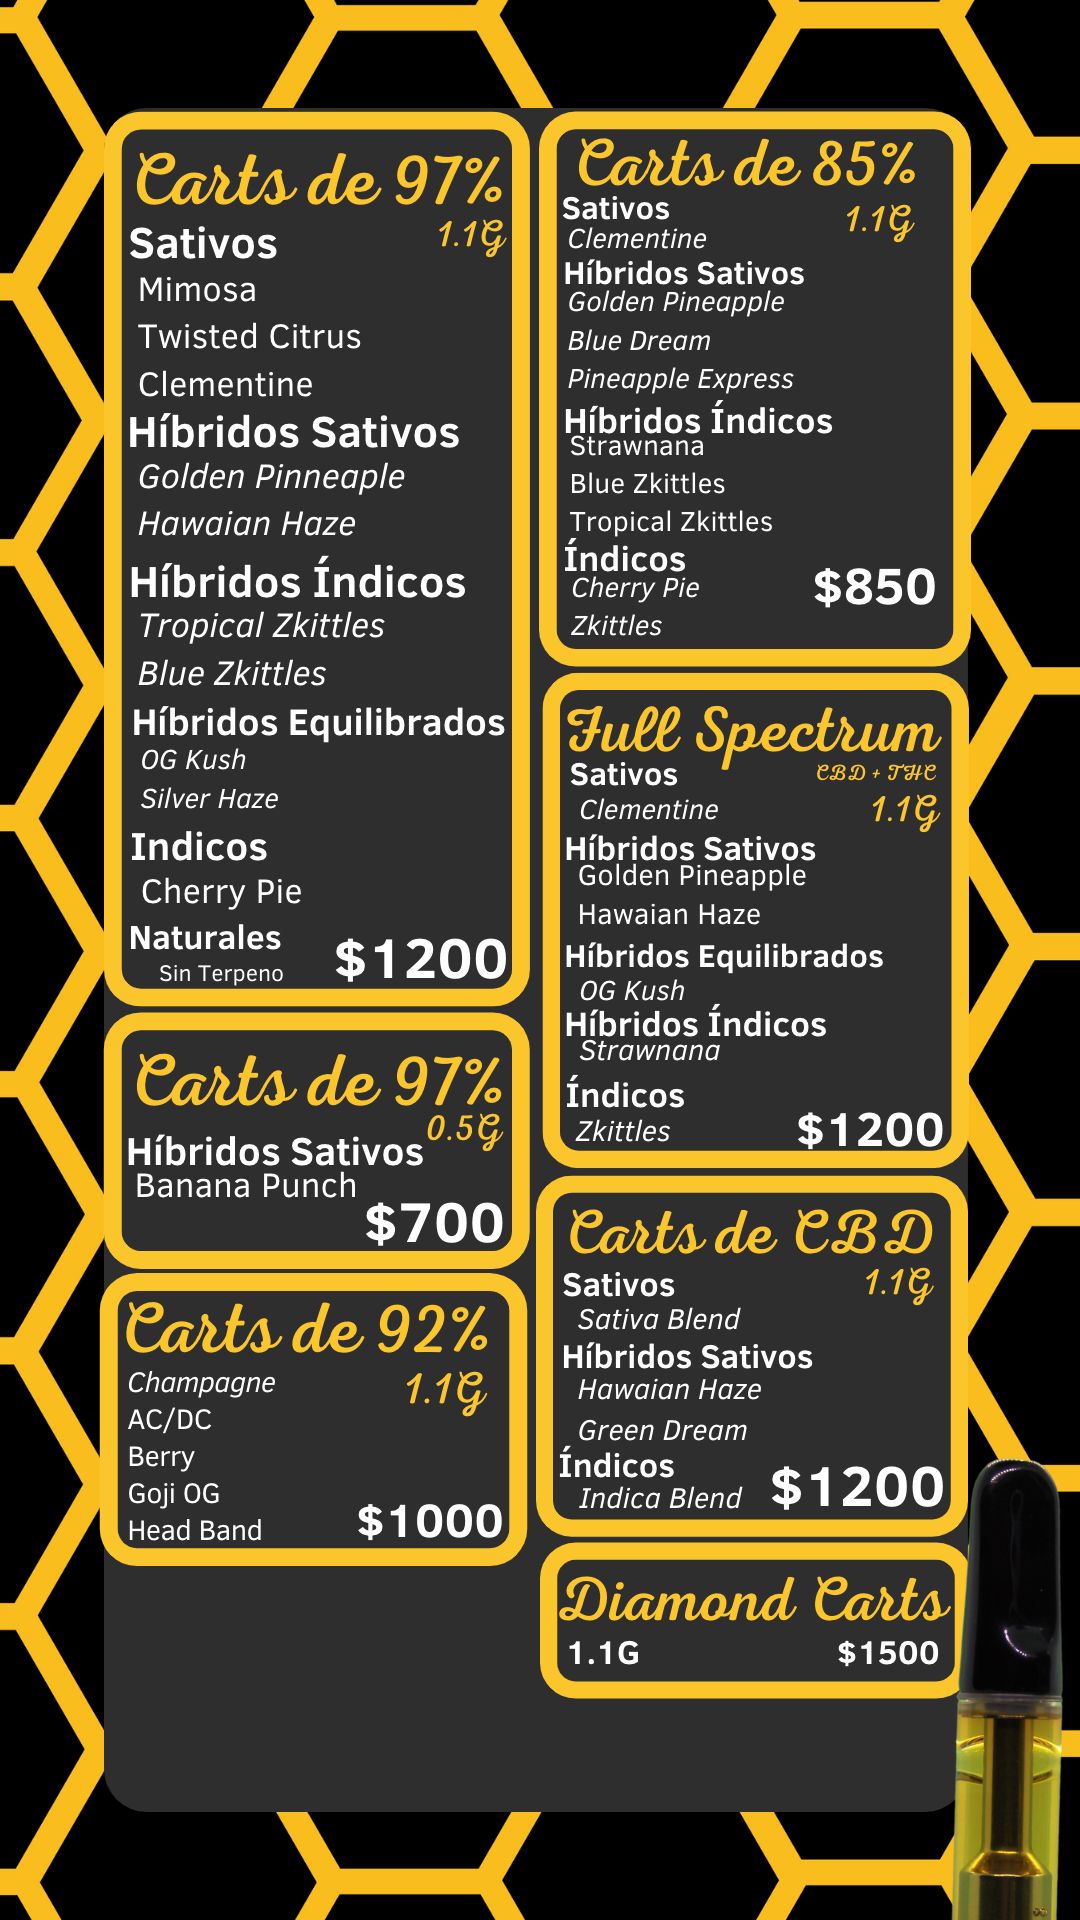 Carts de 97%
1.1G
Sativos
Mimosa
Twisted Citrus
Clementine
Híbridos Sativos
Golden Pinneaple
Hawaian Haze
Híbridos Índicos
Tropical Zkittles
Blue Zkittles
Híbridos Equilibrados
OG Kush
Silver Haze
Indicos
Cherry Pie
Naturales
Sin Terpeno
$1200
Carts de 97%
0.5G
Híbridos Sativos
Banana Punch
$700
Carts de 92%
1.1G
Champagne
AC/DC
Berry
Goji OG
Head Band
$1000
Carts de 85%
1.1G
Sativos
Clementine
Híbridos Sativos
Golden Pineapple
Blue Dream
Pineapple Express
Híbridos Índicos
Strawnana
Blue Zkittles
Tropical Zkittles
Índicos
Cherry Pie
Zkittles
$850
Full Spectrum
CBD + THC
1.1G
Sativos
Clementine
Híbridos Sativos
Golden Pineapple
Hawaian Haze
Híbridos Equilibrados
OG Kush
Híbridos Índicos
Strawnana
Índicos
Zkittles
$1200
Carts de CBD
1.1G
Sativos
Sativa Blend
Híbridos Sativos
Hawaian Haze
Green Dream
Índicos
Indica Blend
$1200
Diamond Carts
1.1G $1500